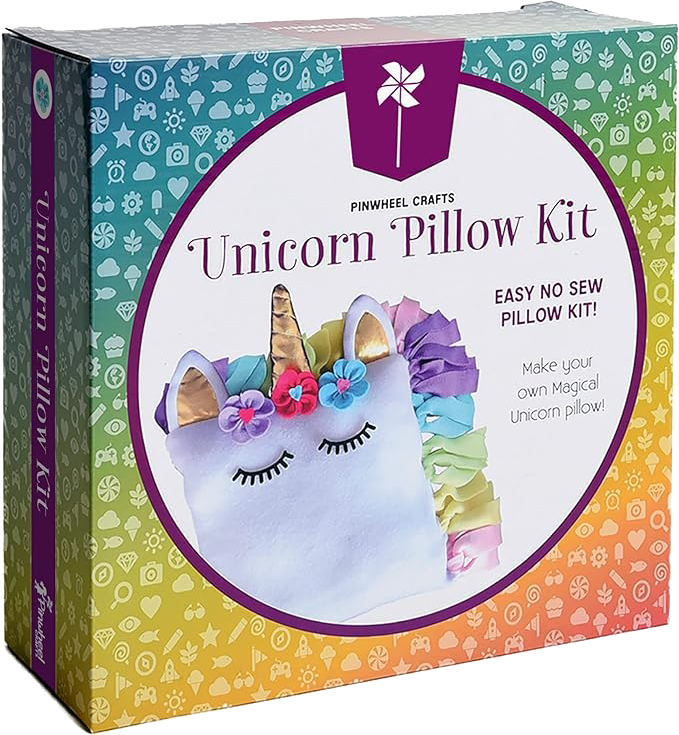 PINWHEEL CRAFTS
Unicorn Pillow Kit
EASY NO SEW
PILLOW KIT!
Make your
own Magical
Unicorn pillow!
Unicorn Pillow Kit
Pinwheel